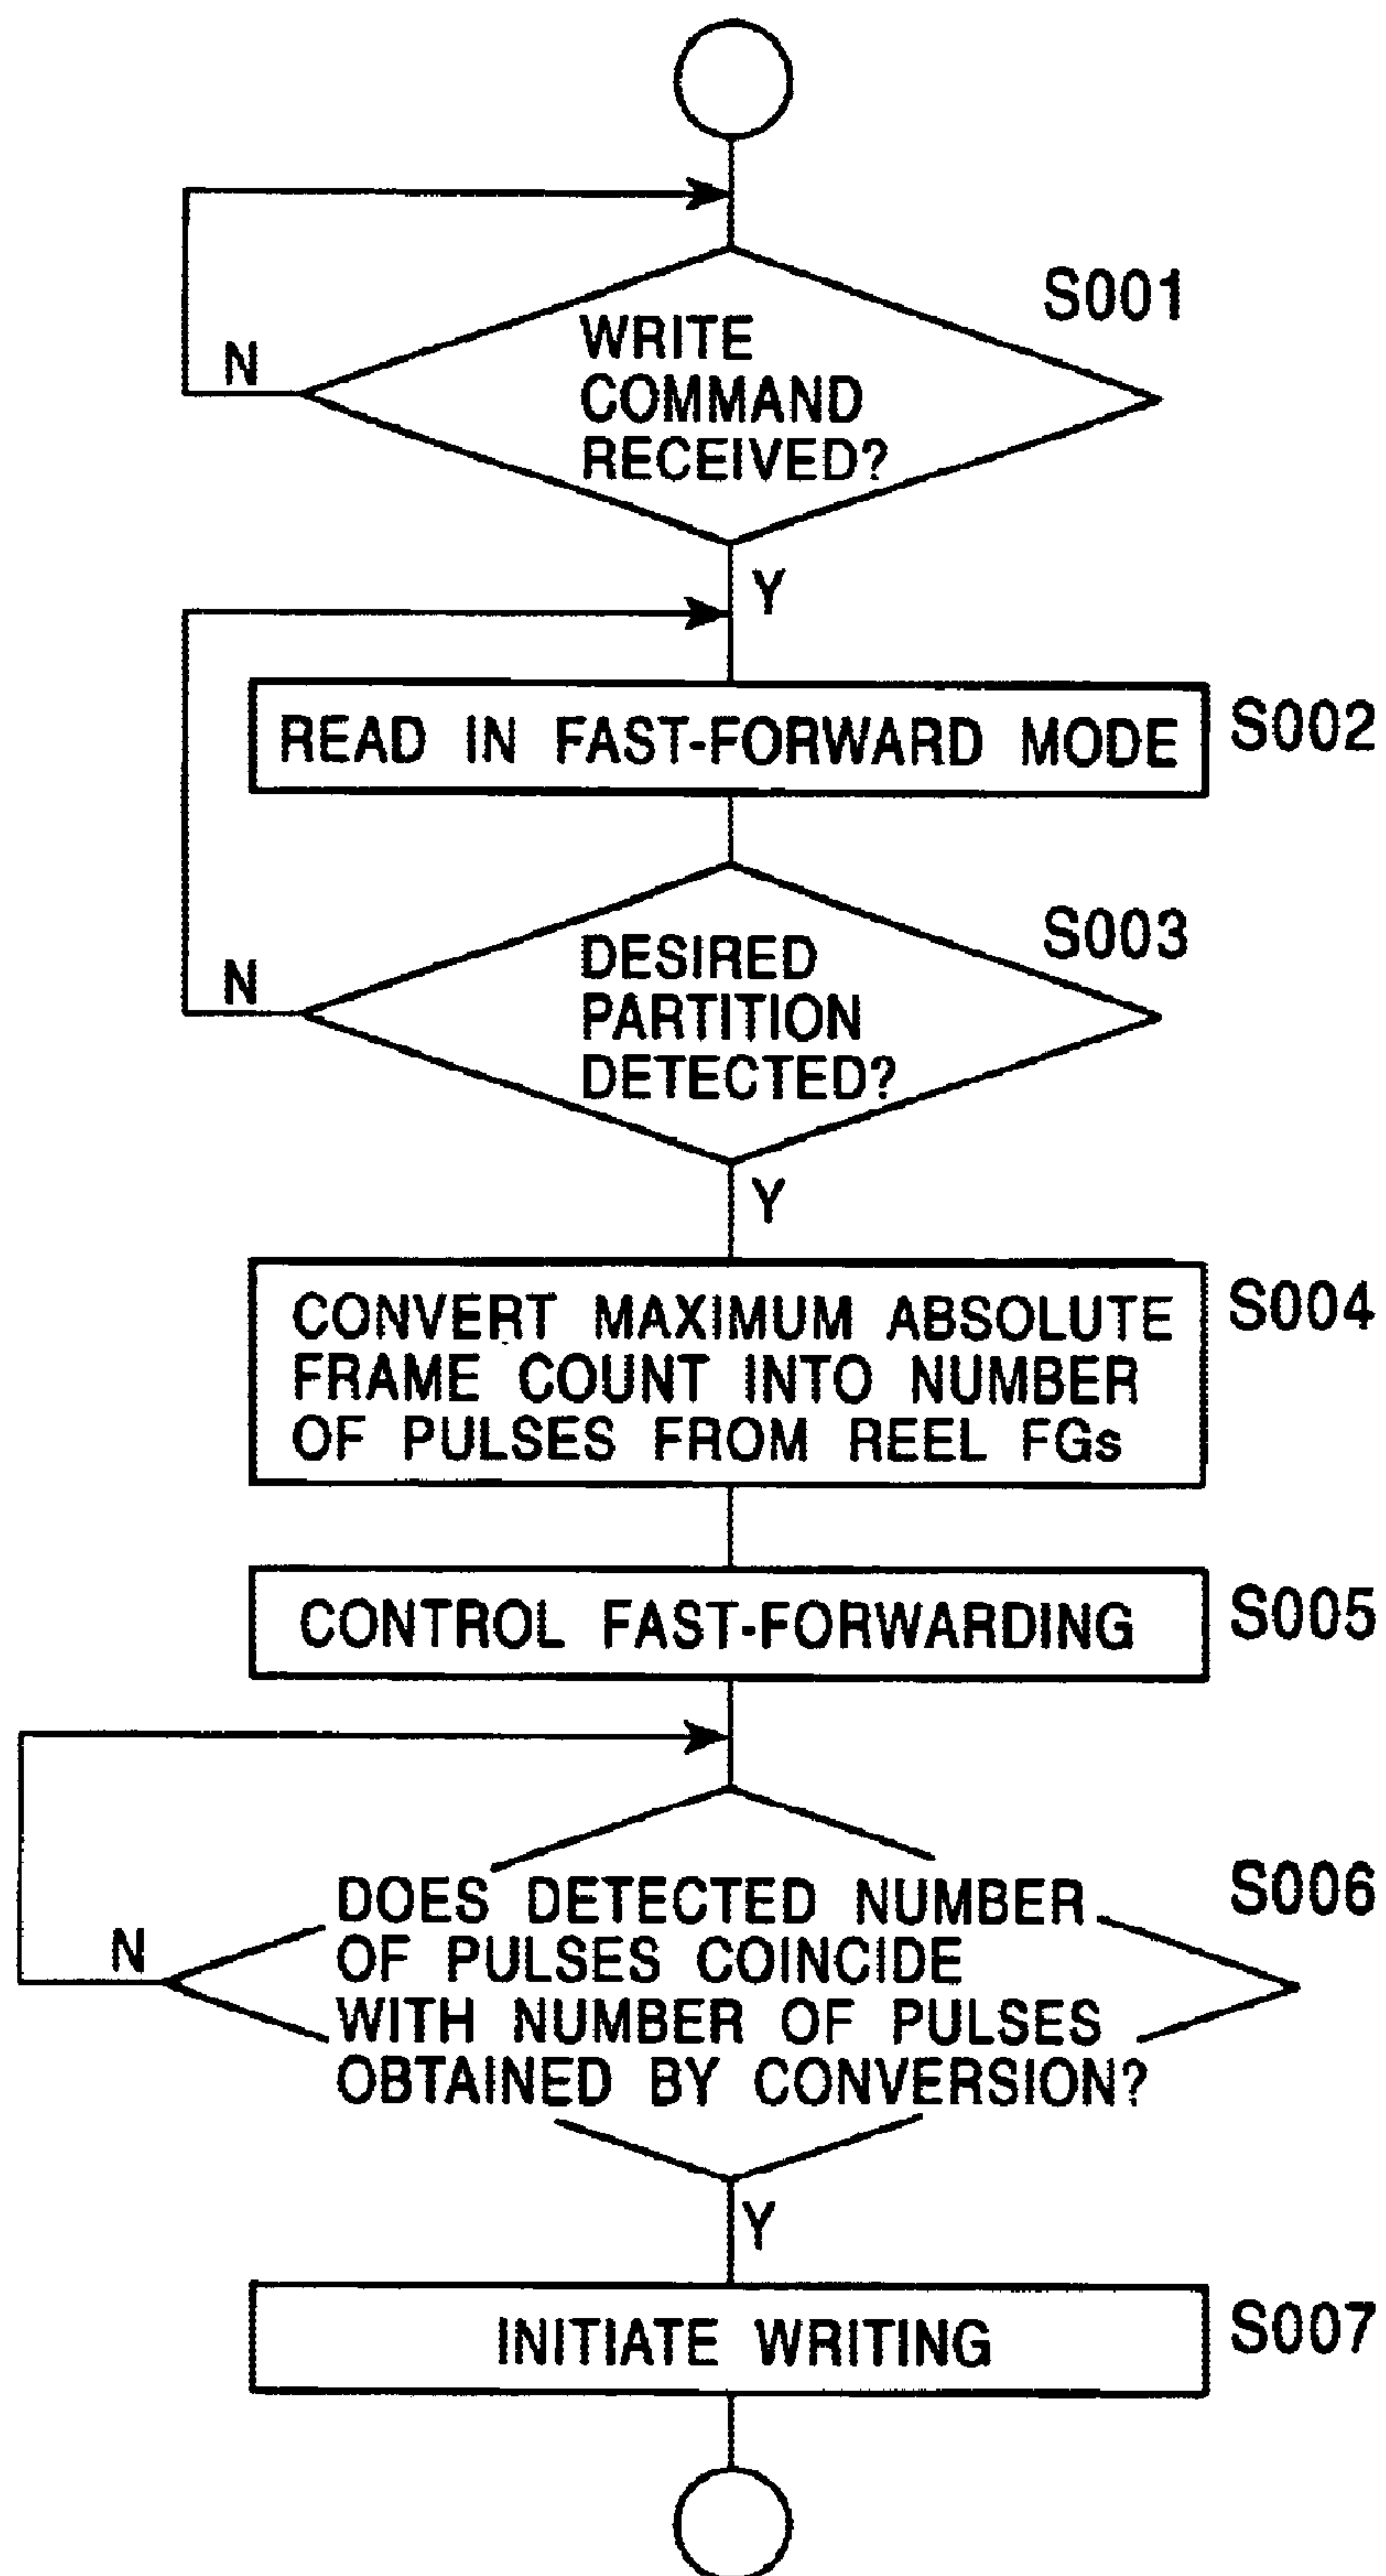 S001
WRITE
COMMAND
RECEIVED?
N
Y
READ IN FAST-FORWARD MODE
S002
S003
DESIRED
PARTITION
DETECTED?
N
Y
CONVERT MAXIMUM ABSOLUTE
FRAME COUNT INTO NUMBER
OF PULSES FROM REEL FGs
S004
CONTROL FAST-FORWARDING
S005
DOES DETECTED NUMBER
OF PULSES COINCIDE
WITH NUMBER OF PULSES
OBTAINED BY CONVERSION?
S006
N
Y
INITIATE WRITING
S007